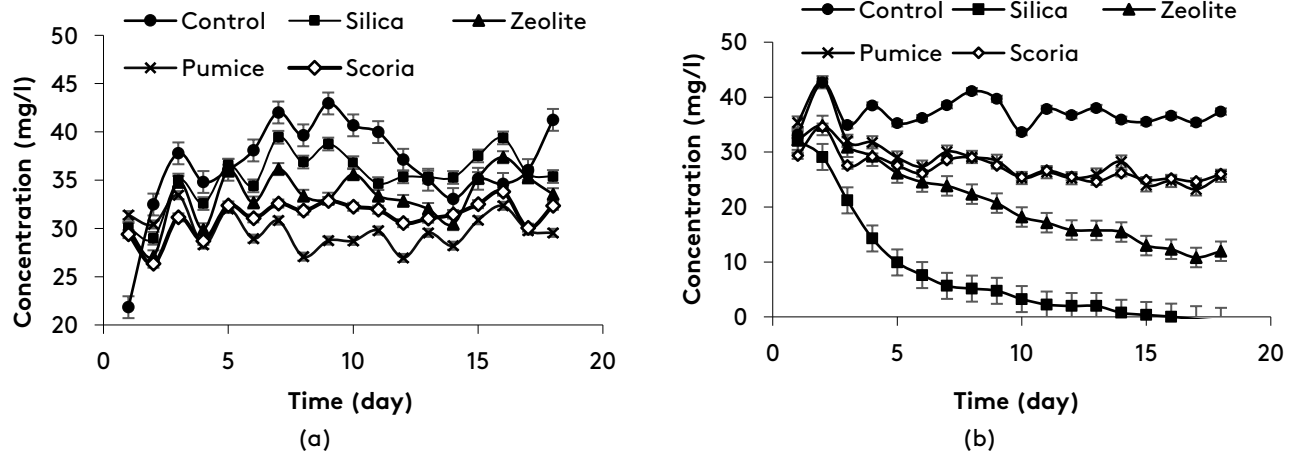 Control Silica Zeolite
Pumice Scoria
Concentration (mg/l)
50
45
40
35
30
25
20
0 5 10 15 20
Time (day)
(a)
Control Silica Zeolite
Pumice Scoria
Concentration (mg/l)
50
40
30
20
10
0
0 5 10 15 20
Time (day)
(b)